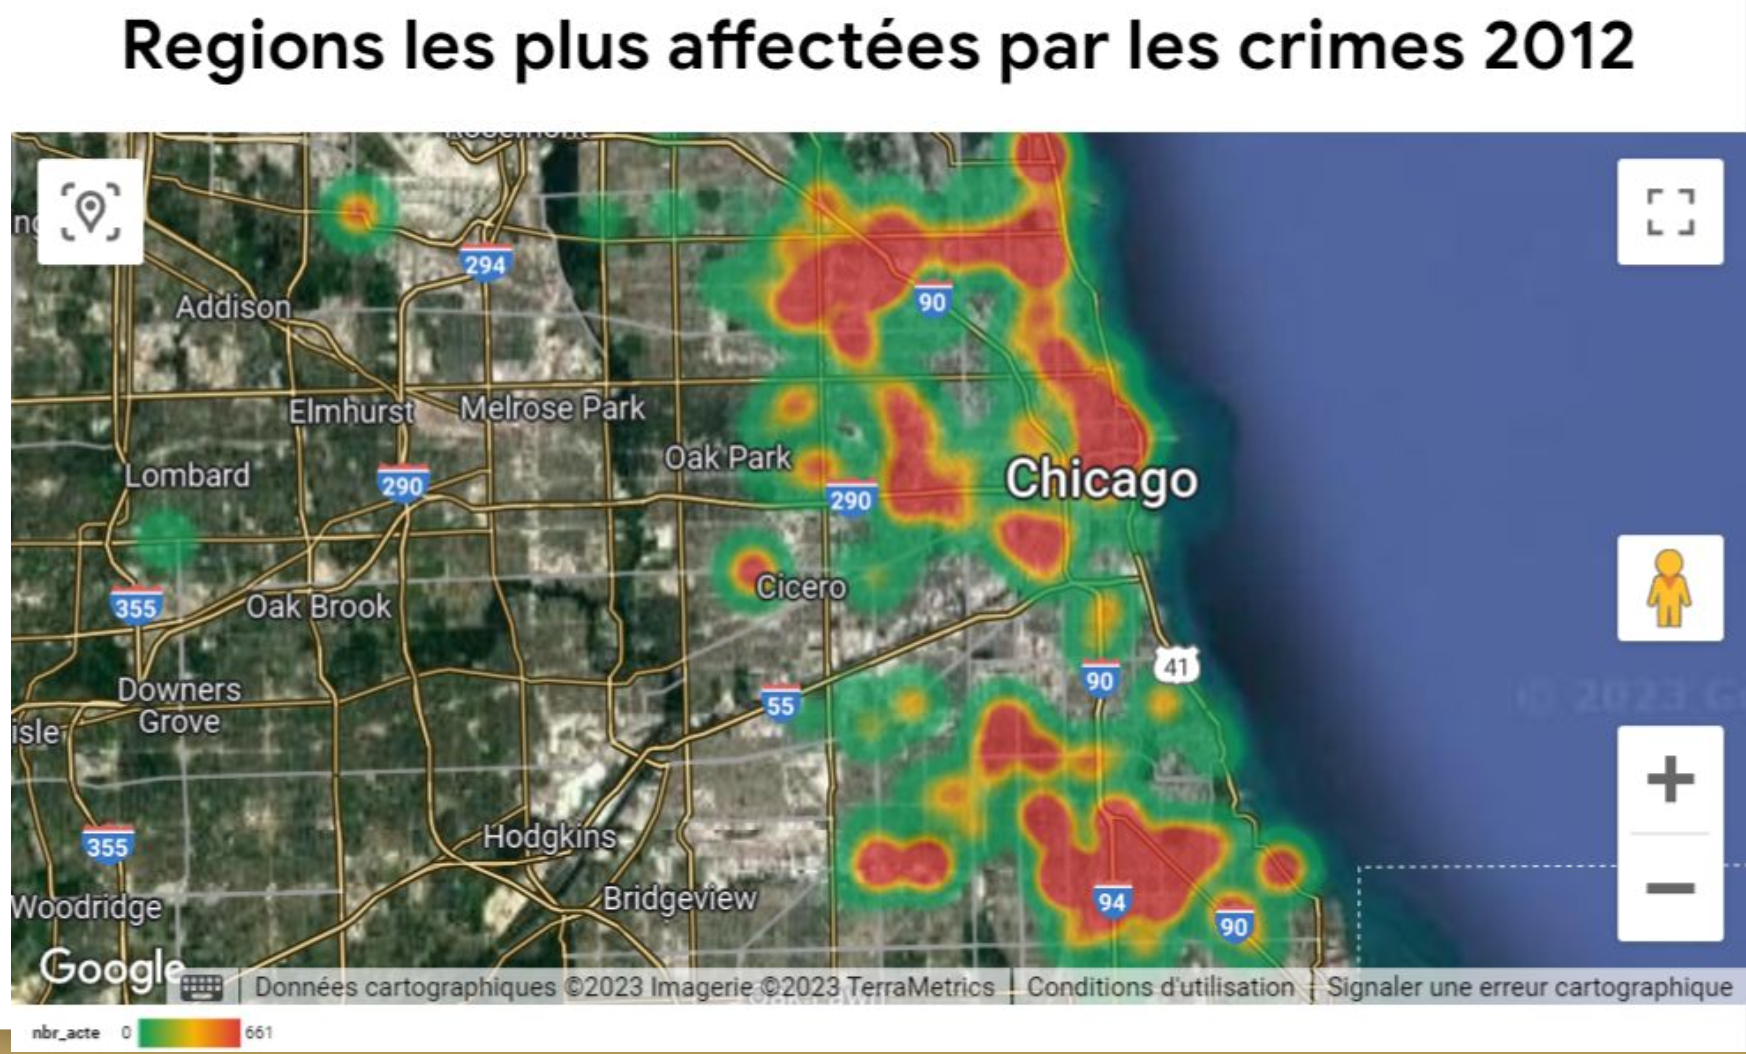 Regions les plus affectées par les crimes 2012
Rosemont
294
Addison
90
Elmhurst
Melrose Park
Oak Park
Lombard
290
290
Chicago
Cicero
355
Oak Brook
41
90
55
Downers
Grove
isle
© 2023 G
Hodgkins
355
Bridgeview
94
90
Woodridge
Google
Données cartographiques ©2023 Imagerie ©2023 TerraMetrics
Conditions d'utilisation
Signaler une erreur cartographique
nbr_acte 0 661